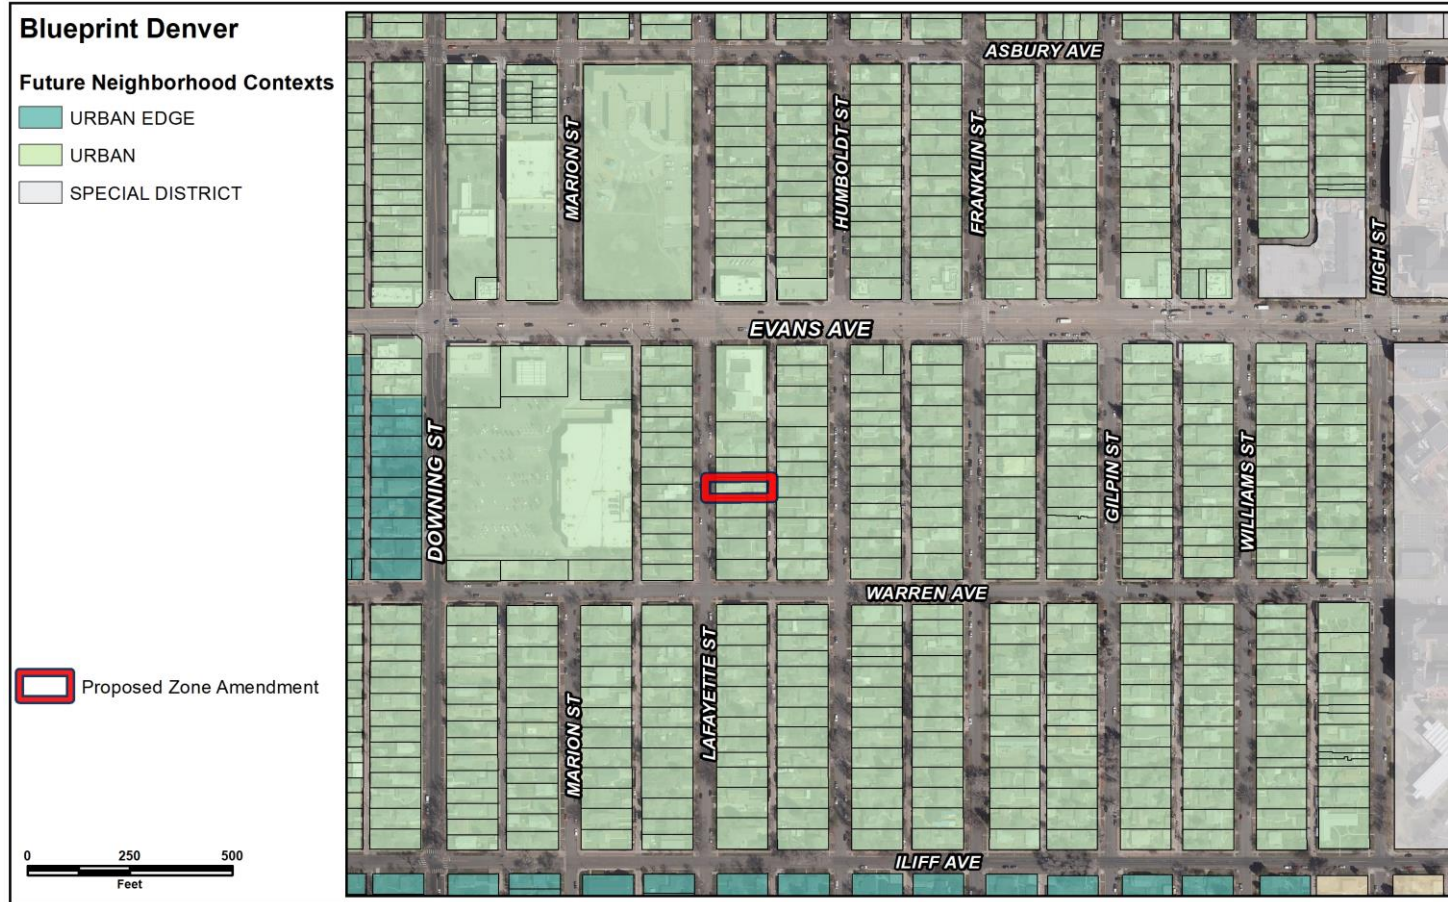 Blueprint Denver
Future Neighborhood Contexts
URBAN EDGE
URBAN
SPECIAL DISTRICT
Proposed Zone Amendment
0 250 500
Feet
ASBURY AVE
MARION ST
HUMBOLDT ST
FRANKLIN ST
HIGH ST
EVANS AVE
DOWNING ST
GILPIN ST
WILLIAMS ST
WARREN AVE
LAFAYETTE ST
MARION ST
ILIFF AVE